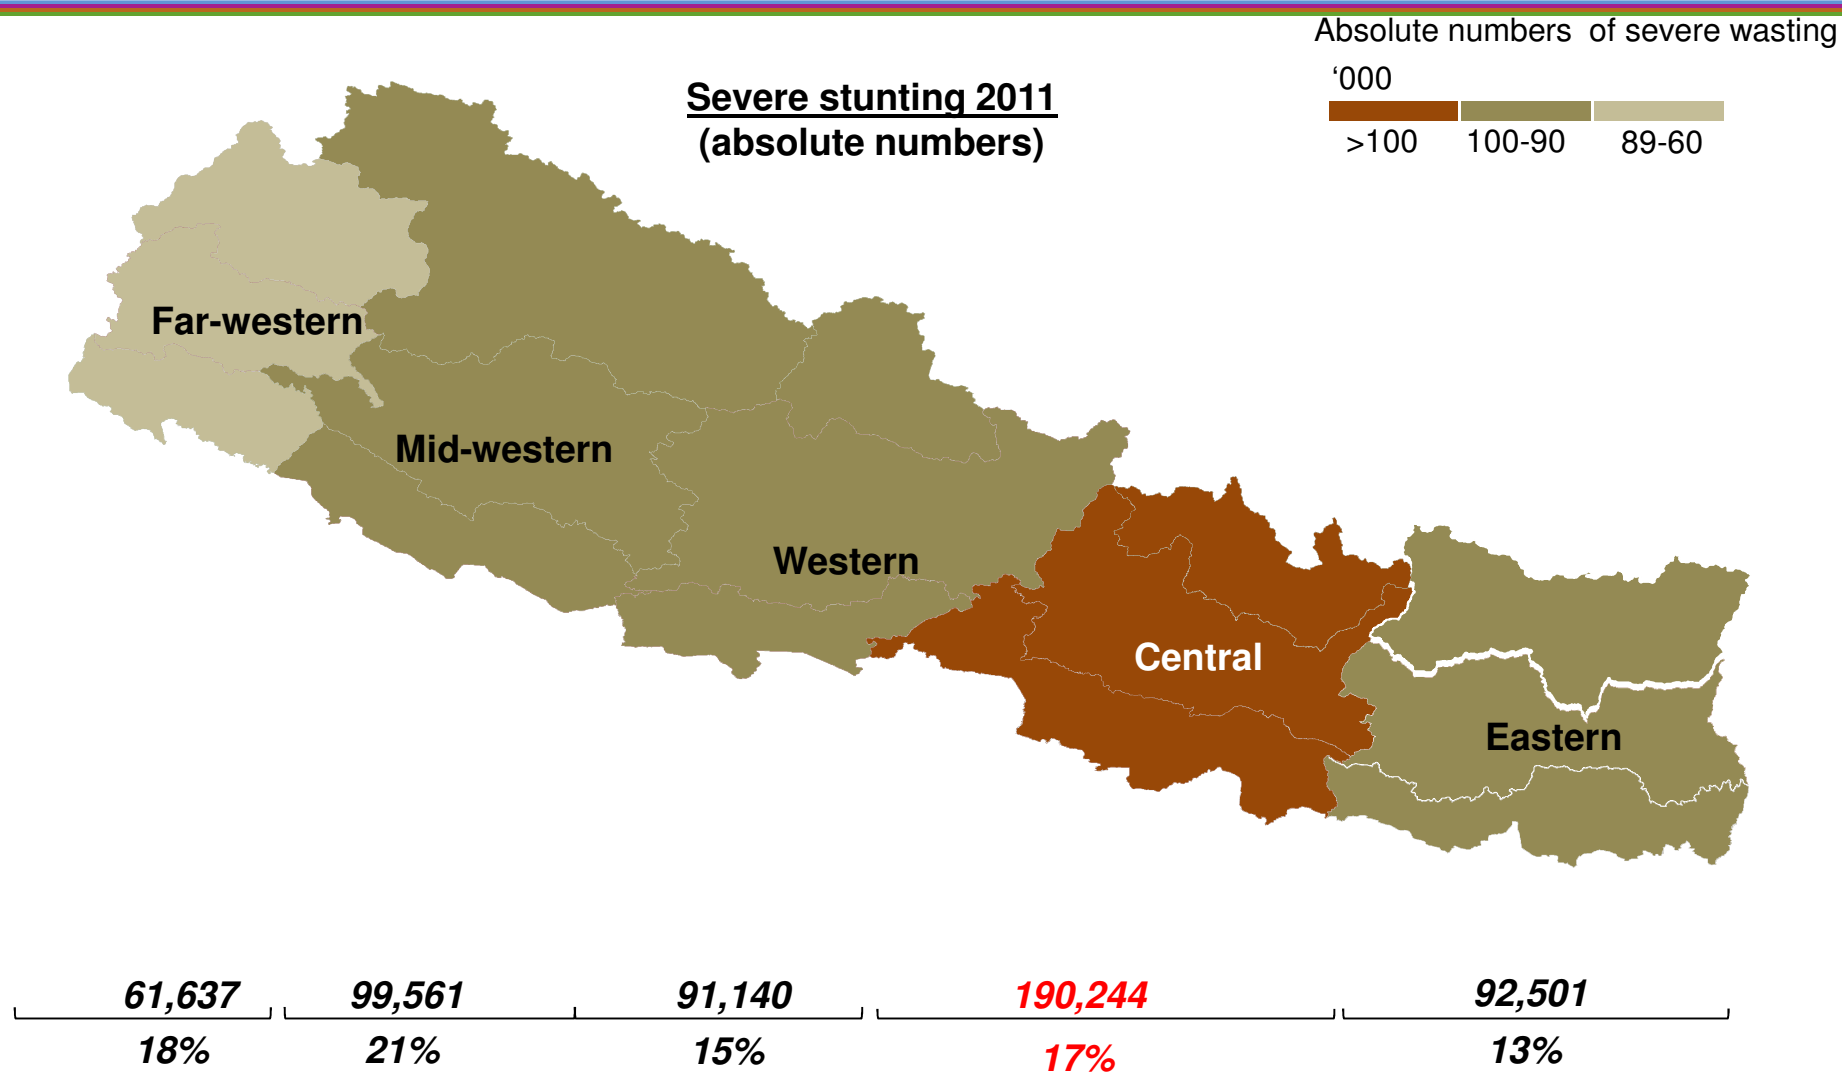 Absolute numbers of severe wasting
‘000
>100 100-90 89-60
Severe stunting 2011
(absolute numbers)
Far-western
Mid-western
Western
Central
Eastern
61,637 99,561 91,140 190,244 92,501
18% 21% 15% 17% 13%